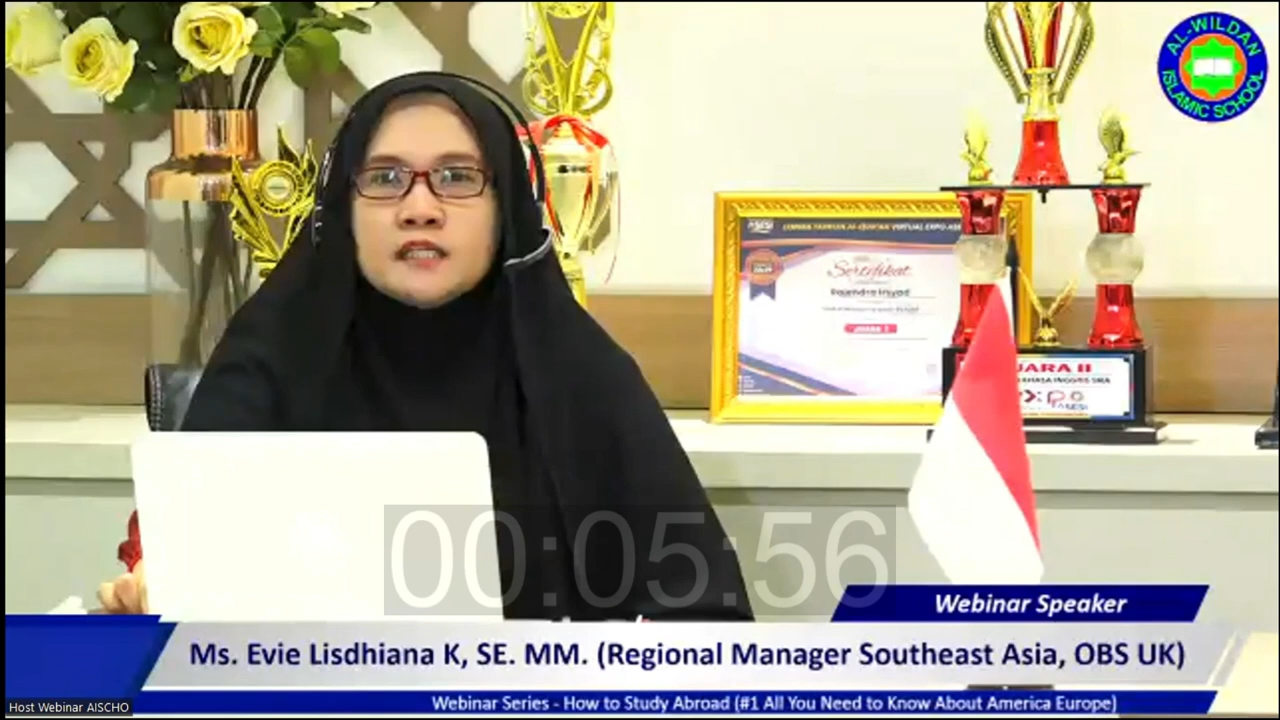 AL-WILDAN
ISLAMIC SCHOOL
Sertifikat
JUARA II
00:05:56
Webinar Speaker
Ms. Evie Lisdhiana K, SE. MM. (Regional Manager Southeast Asia, OBS UK)
Webinar Series - How to Study Abroad (#1 All You Need to Know About America Europe)
Host Webinar AISCHO